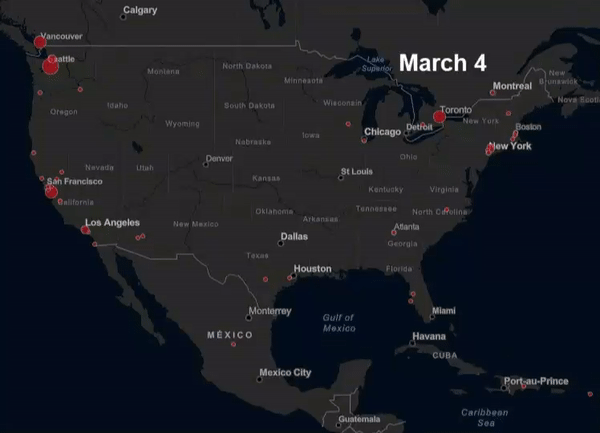 Calgary
Vancouver
Seattle
March 4
Lake
Superior
North Dakota
Montana
Minnesota
Montreal
New
Brunswick
Nova Scotia
Oregon
Idaho
South Dakota
Wisconsin
Toronto
New York
Boston
Wyoming
Iowa
Chicago
Detroit
Nebraska
New York
Ohio
Denver
Nevada
Utah
Kansas
St Louis
San Francisco
California
Kentucky
Virginia
Oklahoma
Tennessee
North Carolina
Arkansas
Los Angeles
New Mexico
Atlanta
Georgia
Dallas
Texas
Houston
Florida
Monterrey
Gulf of
Mexico
Miami
MÉXICO
Havana
CUBA
Mexico City
Port-au-Prince
Caribbean
Sea
Guatemala